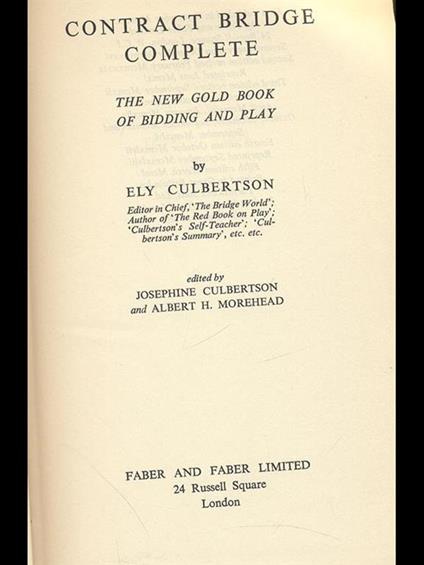 CONTRACT BRIDGE
COMPLETE
THE NEW GOLD BOOK
OF BIDDING AND PLAY
by
ELY CULBERTSON
Editor in Chief, 'The Bridge World';
Author of 'The Red Book on Play';
'Culbertson's Self-Teacher'; 'Cul-
bertson's Summary', etc. etc.
edited by
JOSEPHINE CULBERTSON
and ALBERT H. MOREHEAD
FABER AND FABER LIMITED
24 Russell Square
London